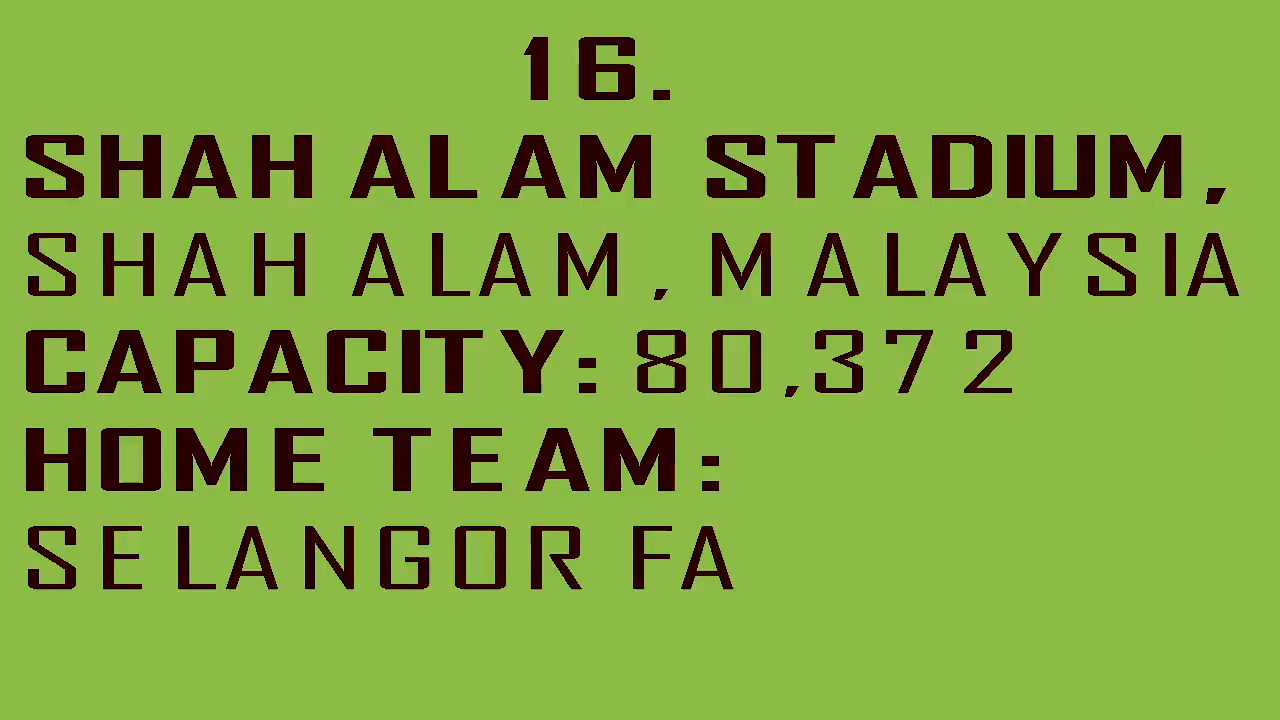 16.
SHAH ALAM STADIUM,
SHAH ALAM, MALAYSIA
CAPACITY: 80,372
HOME TEAM:
SELANGOR FA